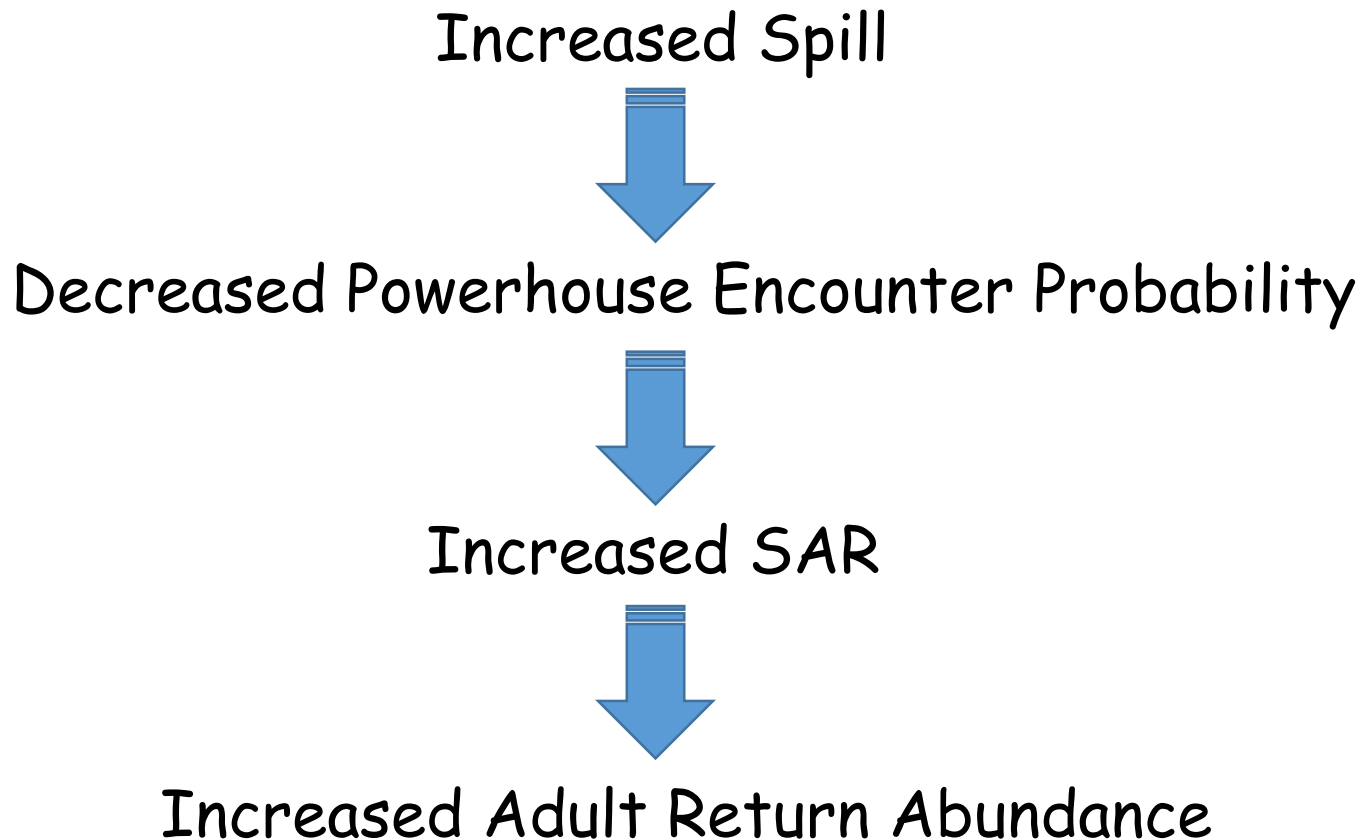 Increased Spill
Decreased Powerhouse Encounter Probability
Increased SAR
Increased Adult Return Abundance